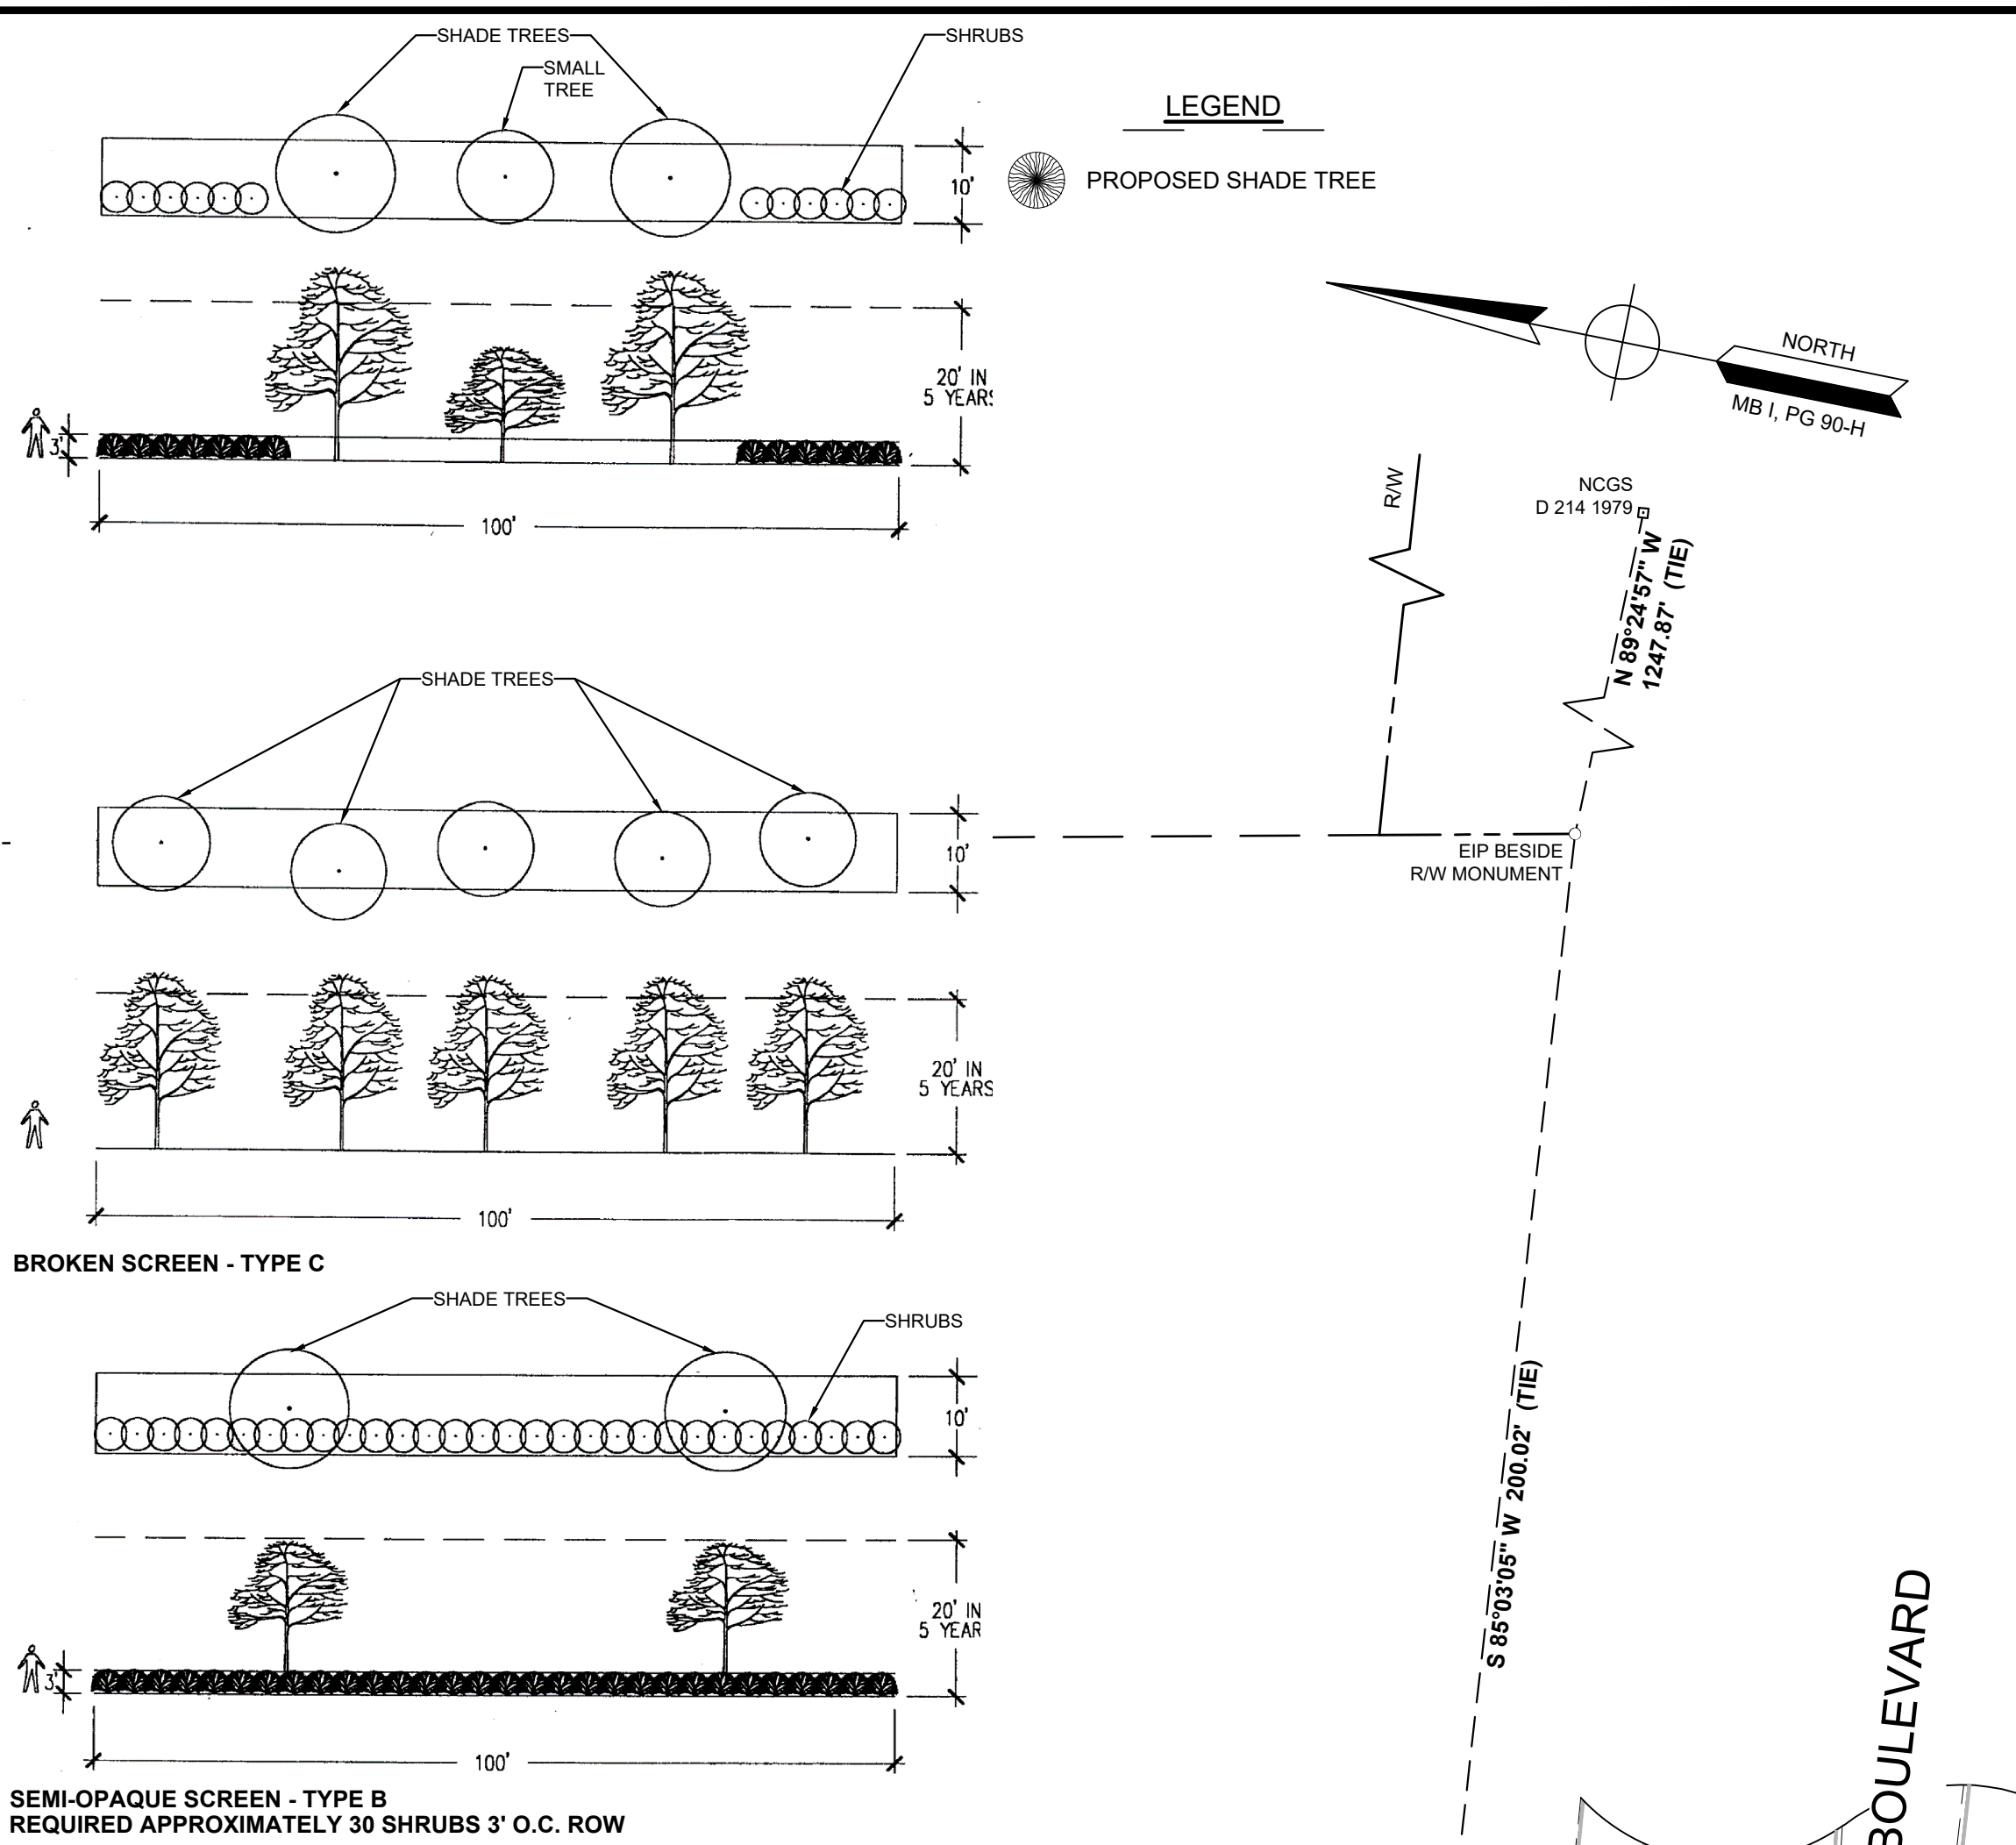 SHADE TREES
SHRUBS
SMALL
TREE
10'
20' IN
5 YEARS
3'
100'
LEGEND
PROPOSED SHADE TREE
NORTH
MB I, PG 90-H
R/W
NCGS
D 214 1979
N 89°24'57" W
1247.87' (TIE)
SHADE TREES
10'
20' IN
5 YEARS
100'
EIP BESIDE
R/W MONUMENT
BROKEN SCREEN - TYPE C
SHADE TREES
SHRUBS
10'
20' IN
5 YEAR
3'
100'
SEMI-OPAQUE SCREEN - TYPE B
REQUIRED APPROXIMATELY 30 SHRUBS 3' O.C. ROW
S 85°03'05" W 200.02' (TIE)
BOULEVARD